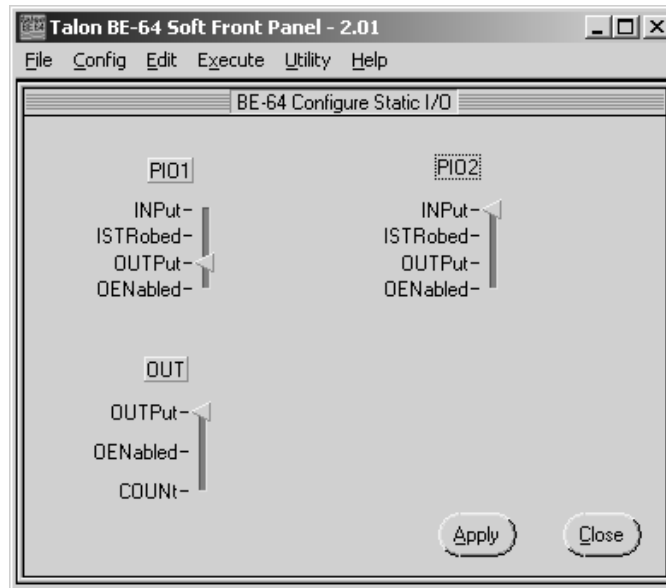 Talon BE-64 Soft Front Panel - 2.01
File Config Edit Execute Utility Help
BE-64 Configure Static I/O
PIO1
INPut
ISTRobed
OUTPut
OENabled
PIO2
INPut
ISTRobed
OUTPut
OENabled
OUT
OUTPut
OENabled
COUNt
Apply
Close